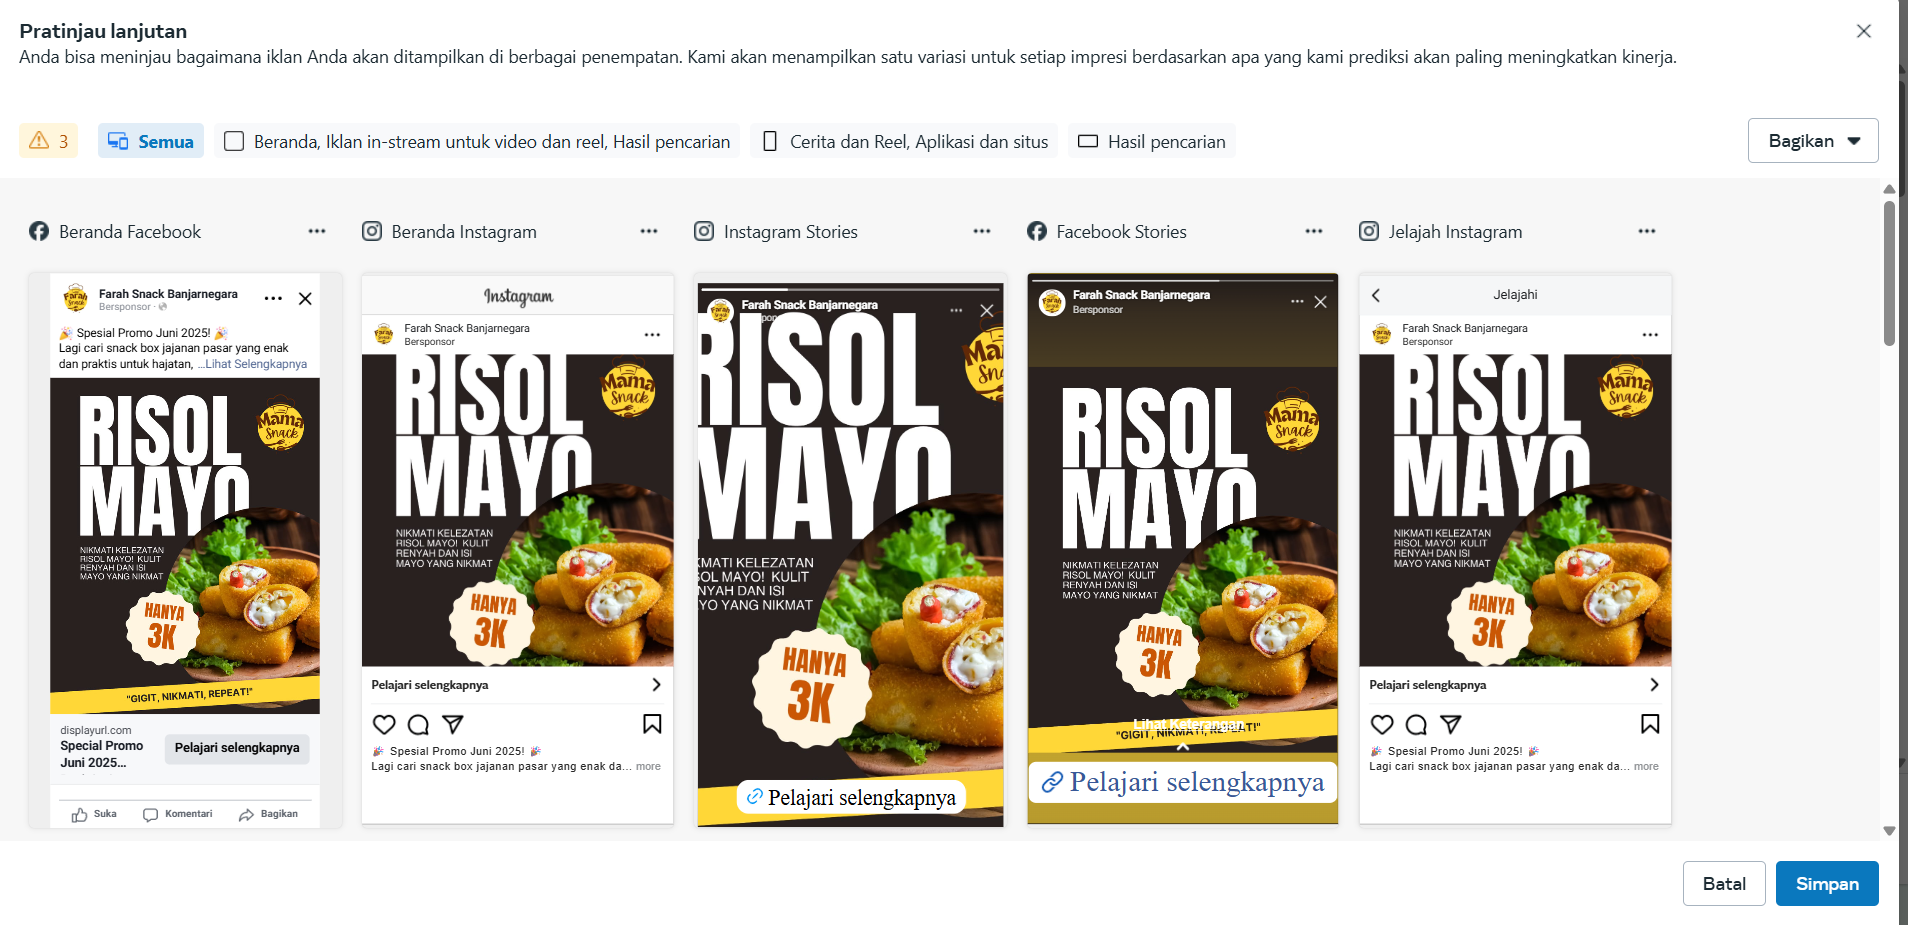 Pratinjau lanjutan
Anda bisa meninjau bagaimana iklan Anda akan ditampilkan di berbagai penempatan. Kami akan menampilkan satu variasi untuk setiap impresi berdasarkan apa yang kami prediksi akan paling meningkatkan kinerja.
3
Semua
Beranda, Iklan in-stream untuk video dan reel, Hasil pencarian
Cerita dan Reel, Aplikasi dan situs
Hasil pencarian
Bagikan
Beranda Facebook
Farah Snack Banjarnegara
Bersponsor
🎉 Spesial Promo Juni 2025! 🎉
Lagi cari snack box jajanan pasar yang enak
dan praktis untuk hajatan, ...Lihat Selengkapnya
RISOL
MAYO
Mama
Snack
NIKMATI KELEZATAN
RISOL MAYO! KULIT
RENYAH DAN ISI
MAYO YANG NIKMAT
HANYA
3K
"GIGIT, NIKMATI, REPEAT!"
displayurl.com
Special Promo
Juni 2025...
Pelajari selengkapnya
Suka
Komentari
Bagikan
Beranda Instagram
Instagram
Farah Snack Banjarnegara
Bersponsor
RISOL
MAYO
Mama
Snack
NIKMATI KELEZATAN
RISOL MAYO! KULIT
RENYAH DAN ISI
MAYO YANG NIKMAT
HANYA
3K
Pelajari selengkapnya
🎉 Spesial Promo Juni 2025! 🎉
Lagi cari snack box jajanan pasar yang enak da... more
Instagram Stories
Farah Snack Banjarnegara
RISOL
MAYO
Ma
Sn
KMATI KELEZATAN
SOL MAYO! KULIT
NYAH DAN ISI
YO YANG NIKMAT
HANYA
3K
Pelajari selengkapnya
Facebook Stories
Farah Snack Banjarnegara
Bersponsor
RISOL
MAYO
Mama
Snack
NIKMATI KELEZATAN
RISOL MAYO! KULIT
RENYAH DAN ISI
MAYO YANG NIKMAT
HANYA
3K
Lihat Keterangan
"GIGIT, NIKMATI, REPEAT!"
Pelajari selengkapnya
Jelajah Instagram
Jelajahi
Farah Snack Banjarnegara
Bersponsor
RISOL
MAYO
Mama
Snack
NIKMATI KELEZATAN
RISOL MAYO! KULIT
RENYAH DAN ISI
MAYO YANG NIKMAT
HANYA
3K
Pelajari selengkapnya
🎉 Spesial Promo Juni 2025! 🎉
Lagi cari snack box jajanan pasar yang enak da... more
Batal
Simpan